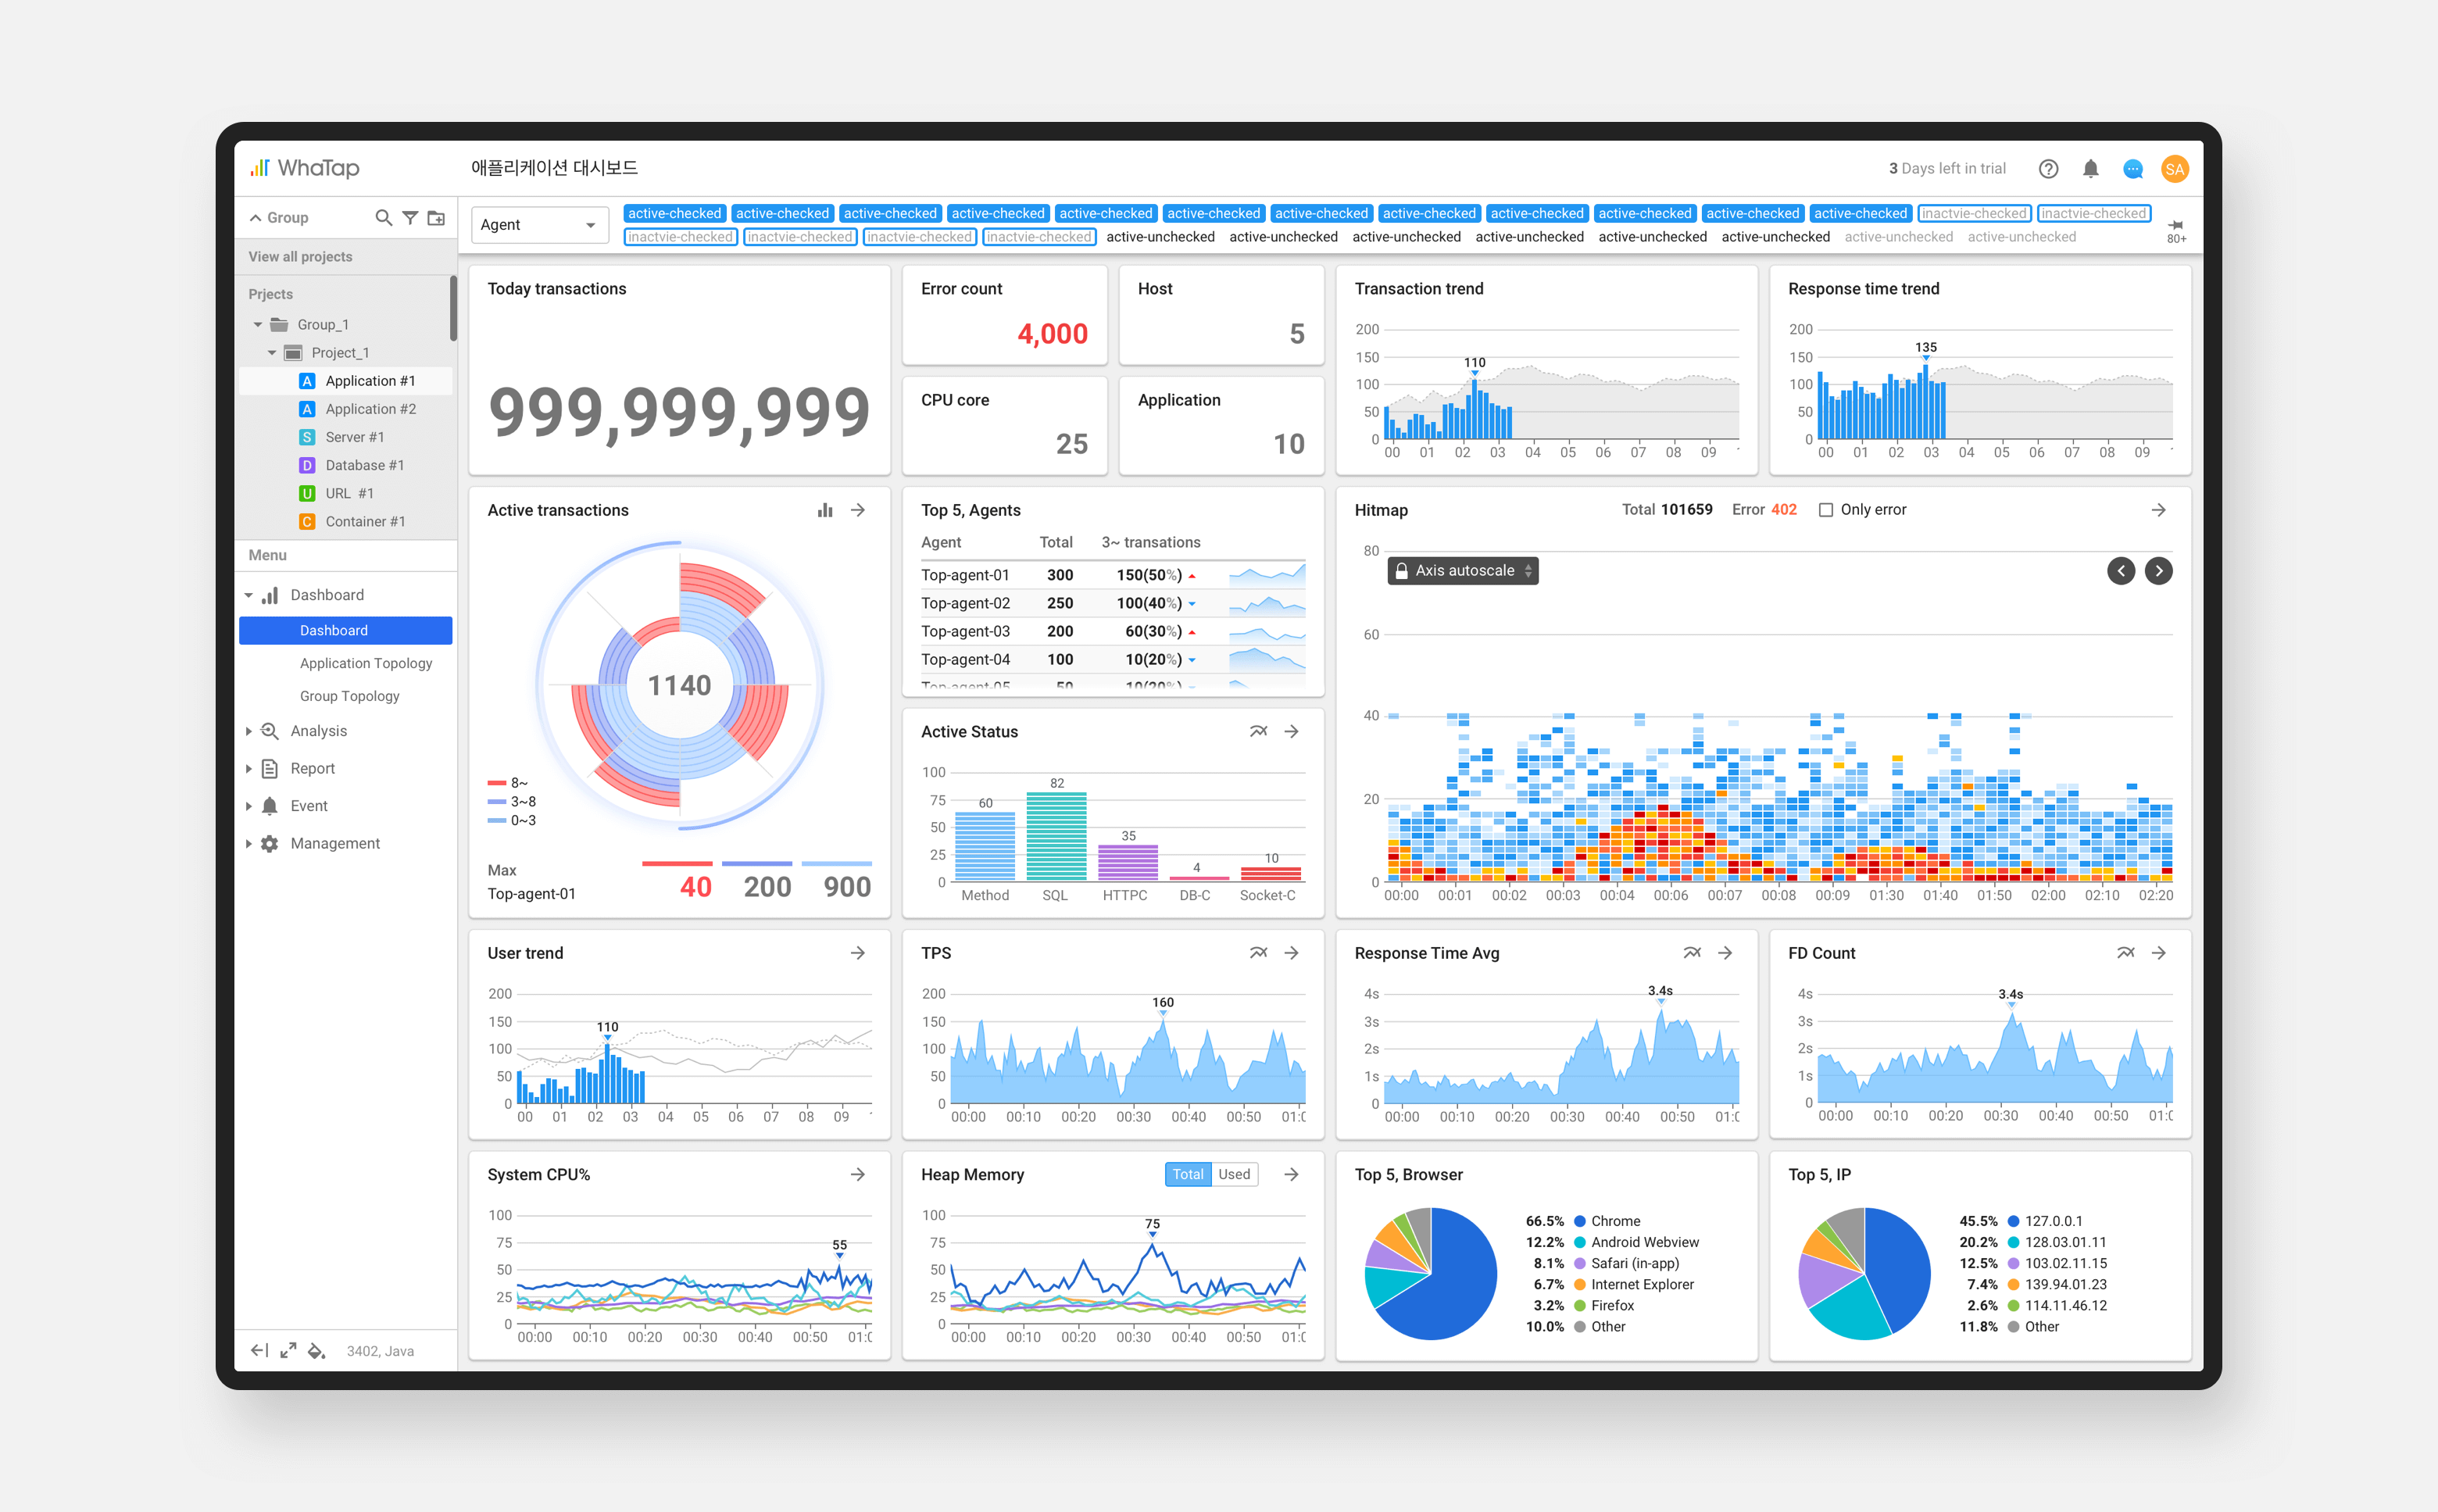 WhaTap
애플리케이션 대시보드
3 Days left in trial
SA
Group
View all projects
Prjects
Group_1
Project_1
A Application #1
A Application #2
S Server #1
D Database #1
U URL #1
C Container #1
Menu
Dashboard
Dashboard
Application Topology
Group Topology
Analysis
Report
Event
Management
3402, Java
Agent
active-checked active-checked active-checked active-checked active-checked active-checked active-checked active-checked active-checked active-checked active-checked active-checked inactvie-checked inactvie-checked
inactvie-checked inactvie-checked inactvie-checked inactvie-checked active-unchecked active-unchecked active-unchecked active-unchecked active-unchecked active-unchecked active-unchecked active-unchecked
80+
Today transactions
999,999,999
Error count
4,000
Host
5
CPU core
25
Application
10
Transaction trend
200
150
100
50
0
110
00 01 02 03 04 05 06 07 08 09
Response time trend
200
150
100
50
0
135
00 01 02 03 04 05 06 07 08 09
Active transactions
1140
8~
3~8
0~3
Max
Top-agent-01
40 200 900
Top 5, Agents
Agent Total 3~ transations
Top-agent-01 300 150(50%)
Top-agent-02 250 100(40%)
Top-agent-03 200 60(30%)
Top-agent-04 100 10(20%)
Top-agent-05 50 10(20%)
Active Status
100
75
50
25
0
60
82
35
4
10
Method SQL HTTPC DB-C Socket-C
Hitmap
Total 101659 Error 402 Only error
Axis autoscale
80
60
40
20
0
00:00 00:01 00:02 00:03 00:04 00:06 00:07 00:08 00:09 01:30 01:40 01:50 02:00 02:10 02:20
User trend
200
150
100
50
0
110
00 01 02 03 04 05 06 07 08 09
TPS
200
150
100
50
0
160
00:00 00:10 00:20 00:30 00:40 00:50 01:0
Response Time Avg
4s
3s
2s
1s
0
3.4s
00:00 00:10 00:20 00:30 00:40 00:50 01:0
FD Count
4s
3s
2s
1s
0
3.4s
00:00 00:10 00:20 00:30 00:40 00:50 01:0
System CPU%
100
75
50
25
0
55
00:00 00:10 00:20 00:30 00:40 00:50 01:0
Heap Memory
Total Used
100
75
50
25
0
75
00:00 00:10 00:20 00:30 00:40 00:50 01:0
Top 5, Browser
66.5% Chrome
12.2% Android Webview
8.1% Safari (in-app)
6.7% Internet Explorer
3.2% Firefox
10.0% Other
Top 5, IP
45.5% 127.0.0.1
20.2% 128.03.01.11
12.5% 103.02.11.15
7.4% 139.94.01.23
2.6% 114.11.46.12
11.8% Other